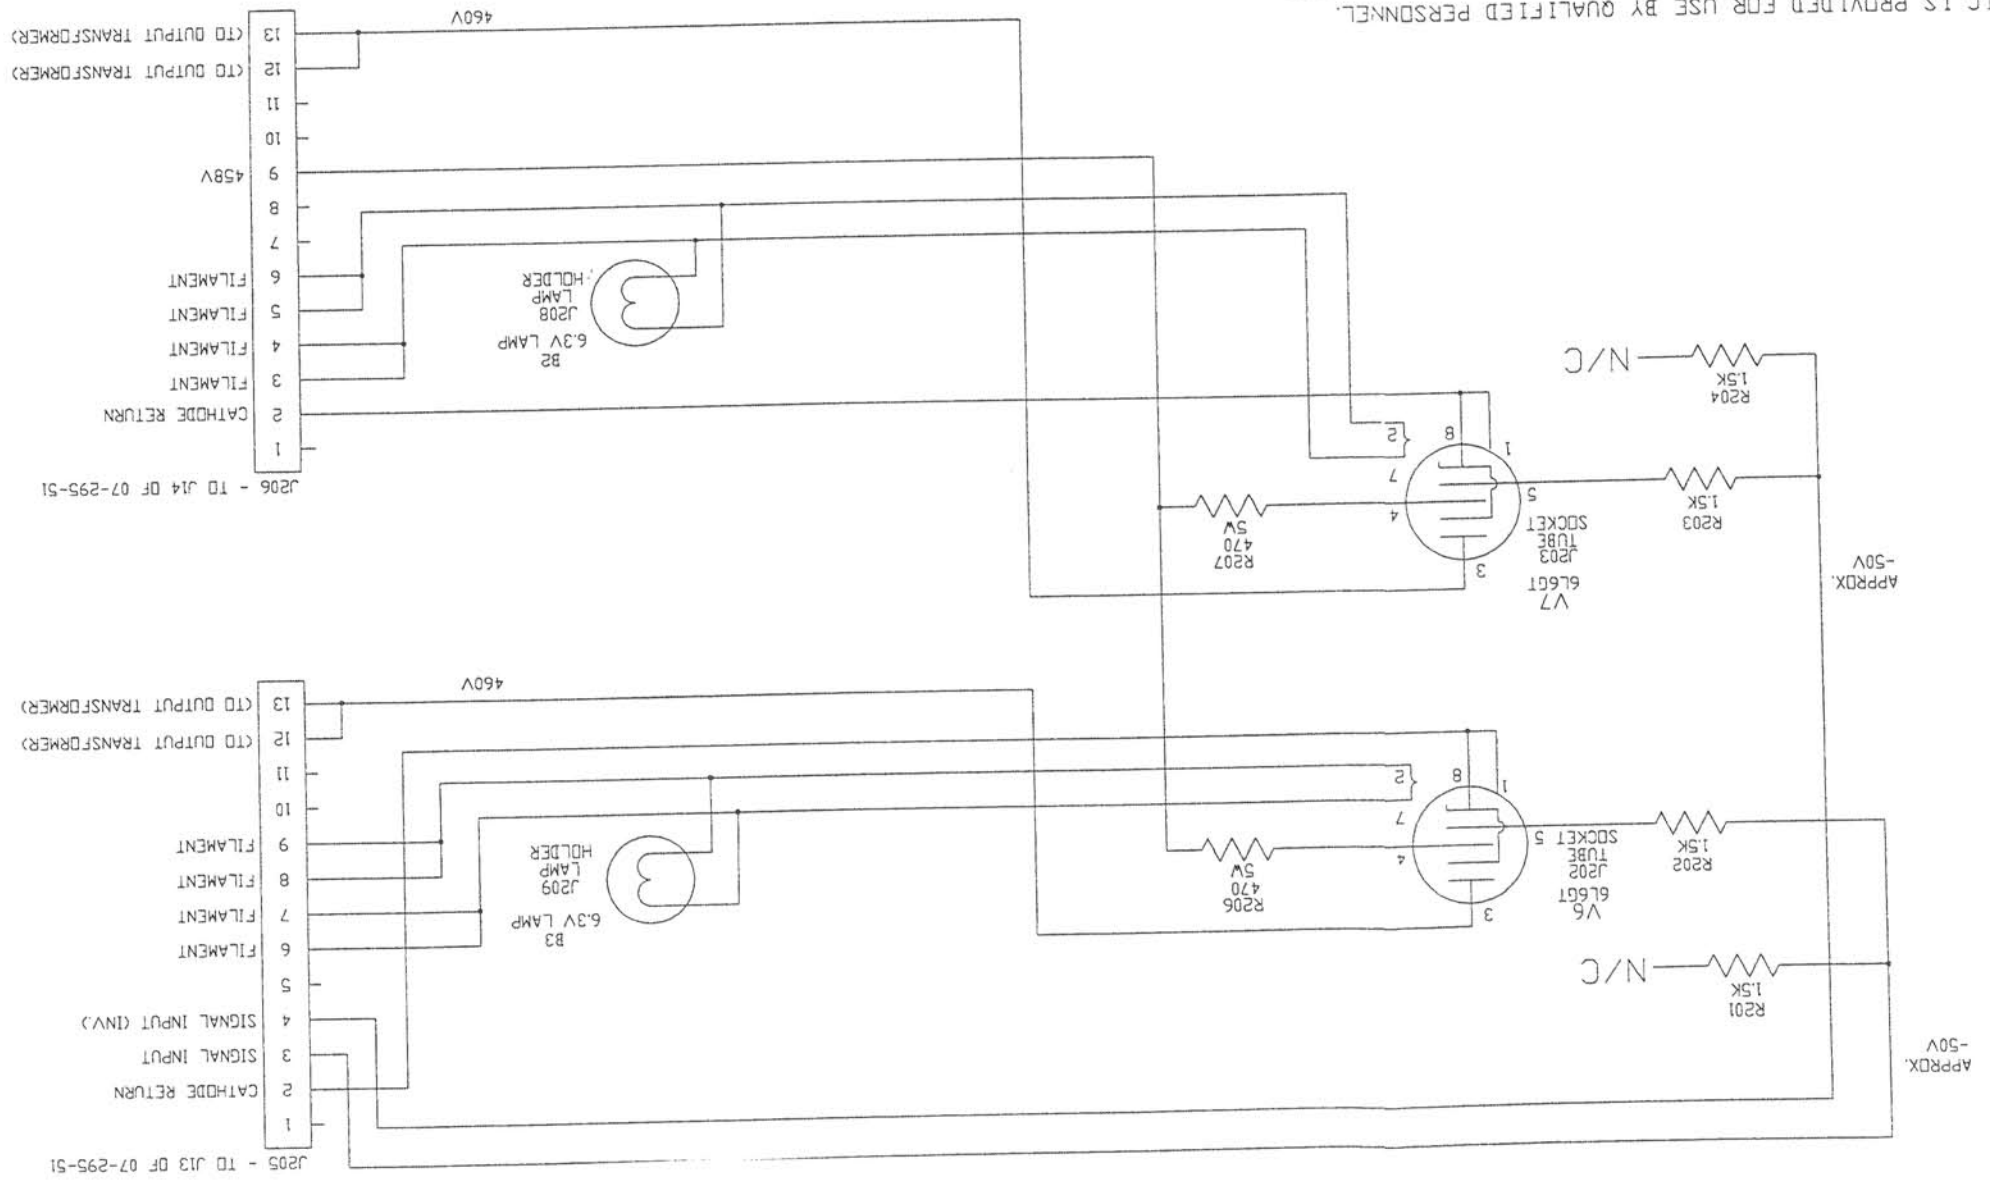 J205 - TO J13 OF 07-295-51
1
2 CATHODE RETURN
3 SIGNAL INPUT
4 SIGNAL INPUT (INV.)
5
6 FILAMENT
7 FILAMENT
8 FILAMENT
9 FILAMENT
10
11
12 (TO OUTPUT TRANSFORMER)
13 (TO OUTPUT TRANSFORMER)
460V
APPROX.
-50V
R201
1.5K
N/C
R202
1.5K
V6
6L6GT
J202
TUBE
SOCKET
3
5
4
7
1
8
2
R206
470
5W
B3
6.3V LAMP
J209
LAMP
HOLDER
APPROX.
-50V
V7
6L6GT
J203
TUBE
SOCKET
3
5
4
7
1
8
2
R203
1.5K
R204
1.5K
N/C
R207
470
5W
B2
6.3V LAMP
J208
LAMP
HOLDER
J206 - TO J14 OF 07-295-51
1
2 CATHODE RETURN
3 FILAMENT
4 FILAMENT
5 FILAMENT
6 FILAMENT
7
8
9 458V
10
11
12 (TO OUTPUT TRANSFORMER)
13 (TO OUTPUT TRANSFORMER)
460V
IC IS PROVIDED FOR USE BY QUALIFIED PERSONNEL.